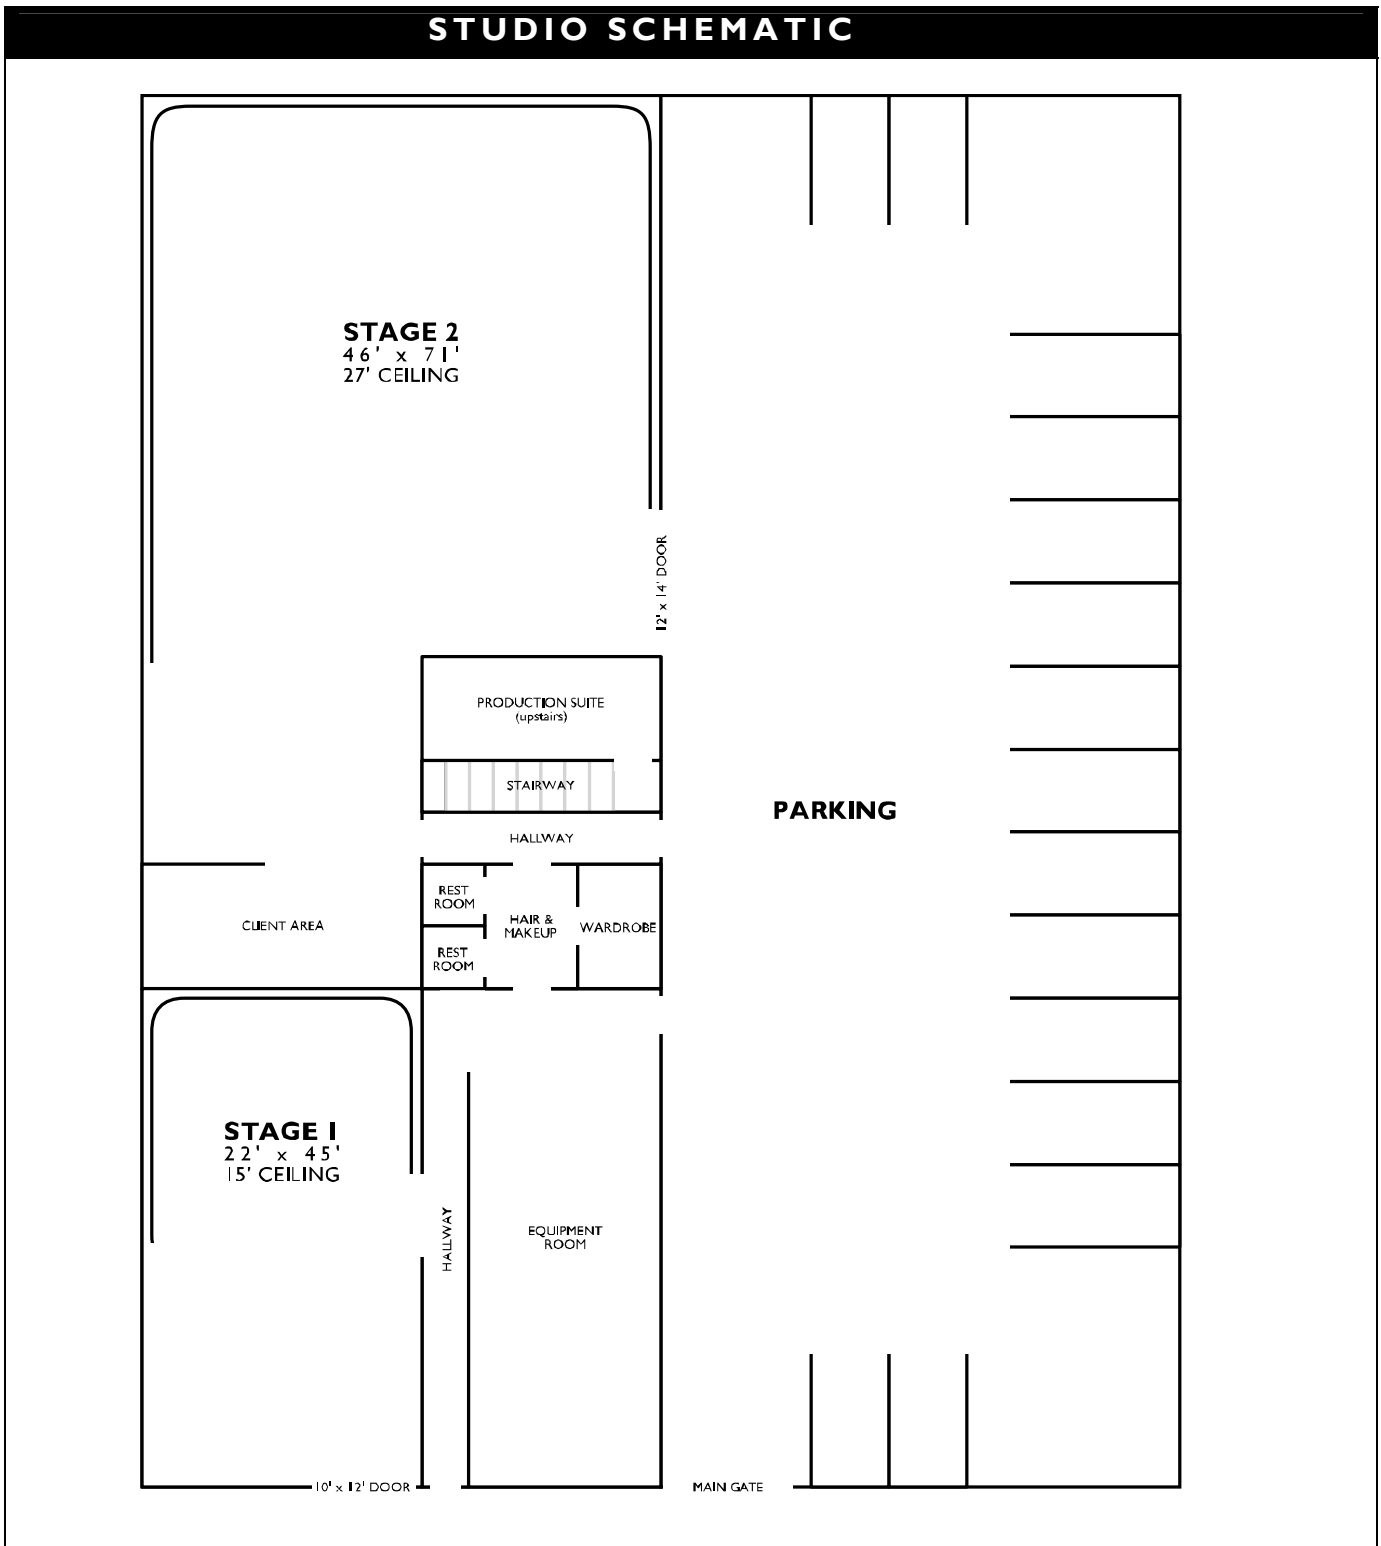 STUDIO SCHEMATIC
STAGE 2
46' x 71'
27' CEILING
12' x 14' DOOR
PRODUCTION SUITE
(upstairs)
STAIRWAY
HALLWAY
PARKING
REST
ROOM
CLIENT AREA
HAIR &
MAKEUP
WARDROBE
REST
ROOM
STAGE 1
22' x 45'
15' CEILING
HALLWAY
EQUIPMENT
ROOM
10' x 12' DOOR
MAIN GATE